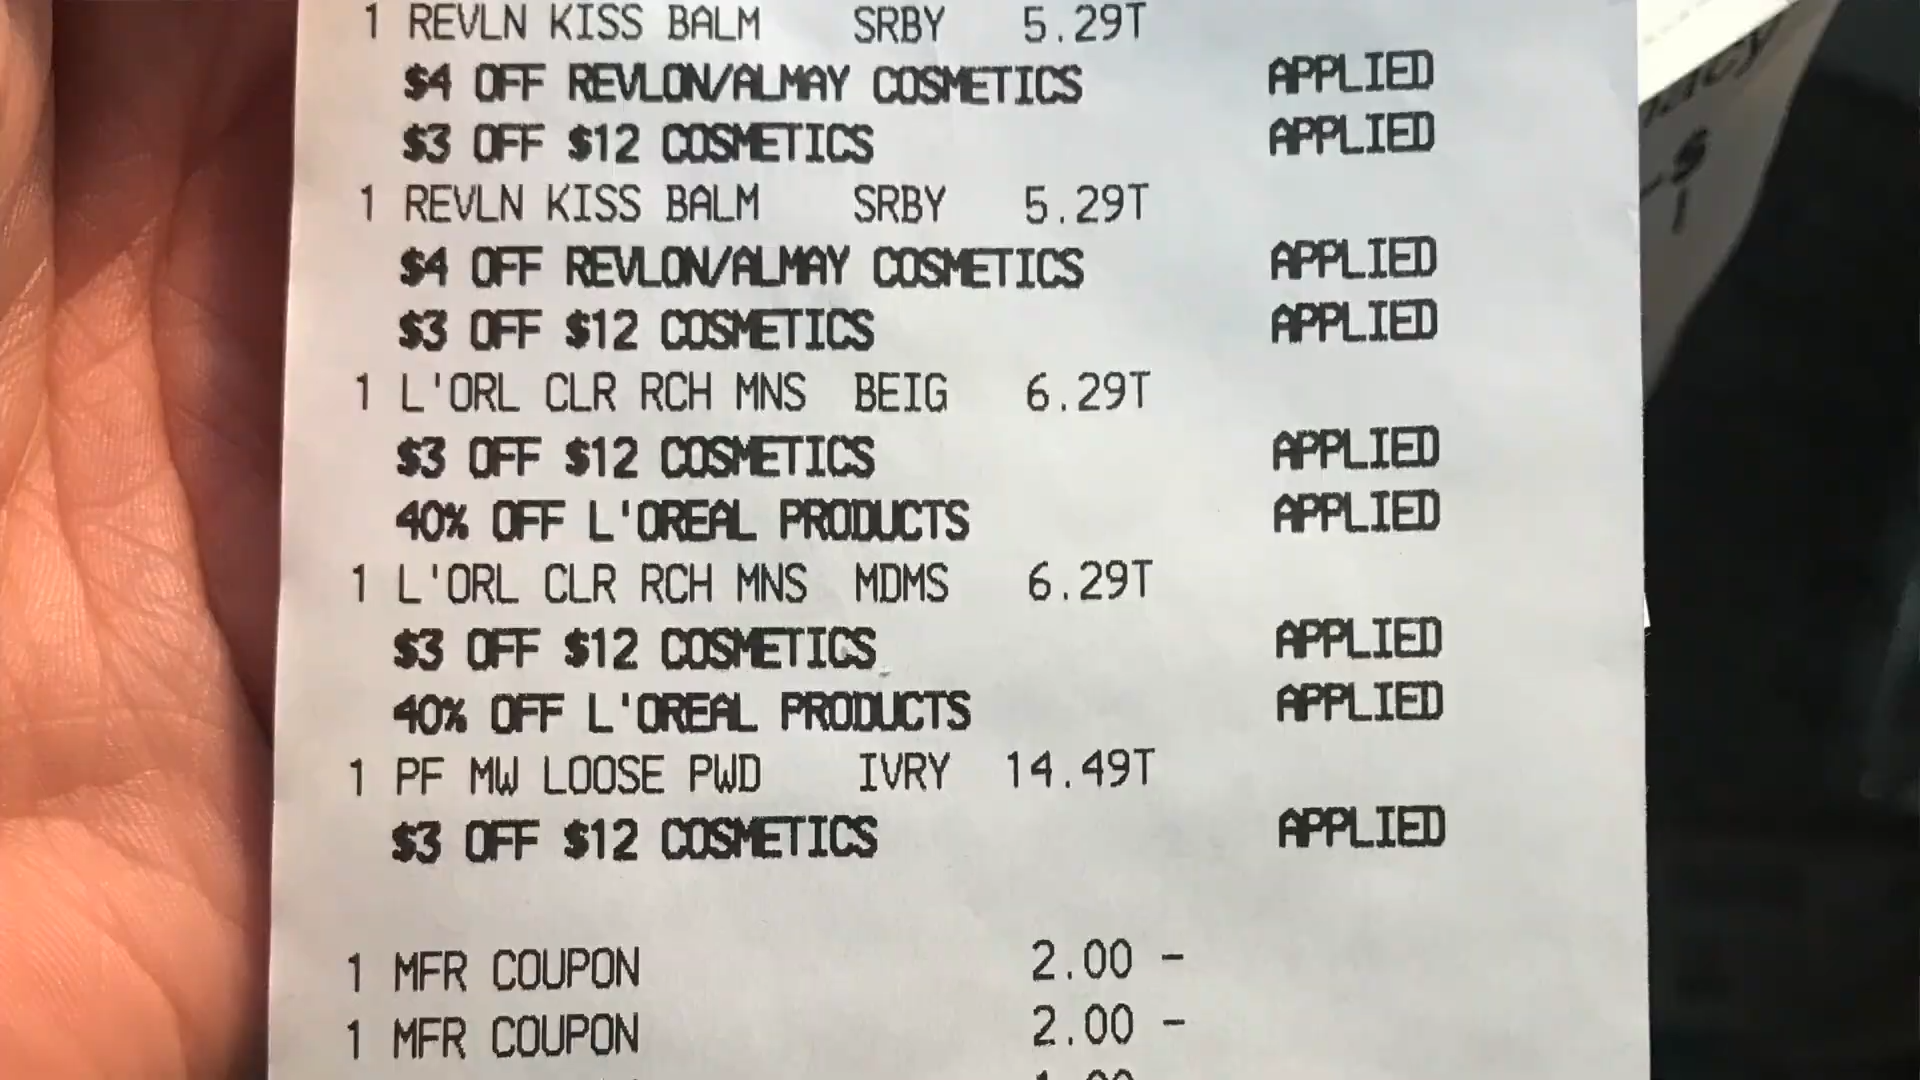 1 REVLN KISS BALM SRBY 5.29T
$4 OFF REVLON/ALMAY COSMETICS APPLIED
$3 OFF $12 COSMETICS APPLIED
1 REVLN KISS BALM SRBY 5.29T
$4 OFF REVLON/ALMAY COSMETICS APPLIED
$3 OFF $12 COSMETICS APPLIED
1 L'ORL CLR RCH MNS BEIG 6.29T
$3 OFF $12 COSMETICS APPLIED
40% OFF L'OREAL PRODUCTS APPLIED
1 L'ORL CLR RCH MNS MDMS 6.29T
$3 OFF $12 COSMETICS APPLIED
40% OFF L'OREAL PRODUCTS APPLIED
1 PF MW LOOSE PWD IVRY 14.49T
$3 OFF $12 COSMETICS APPLIED
1 MFR COUPON 2.00 -
1 MFR COUPON 2.00 -